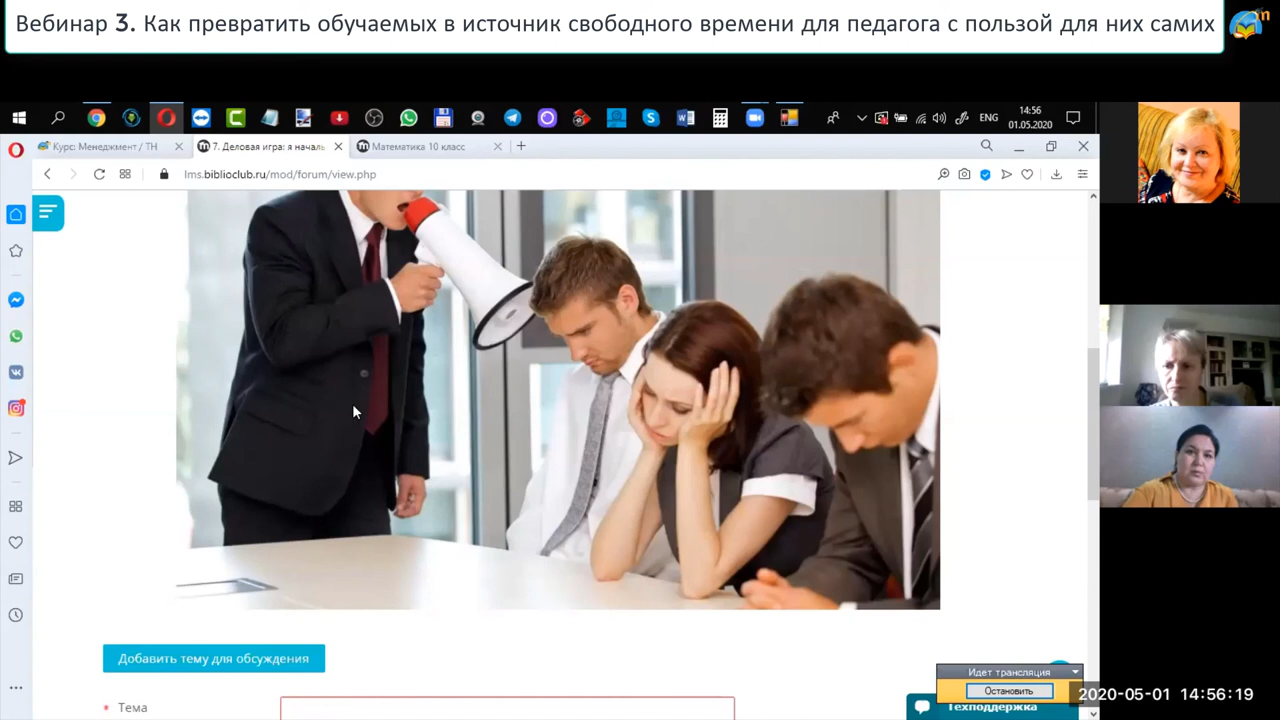 Вебинар 3. Как превратить обучаемых в источник свободного времени для педагога с пользой для них самих
ENG
14:56
01.05.2020
Курс: Менеджмент / ТН
7. Деловая игра: я началь
Математика 10 класс
lms.biblioclub.ru/mod/forum/view.php
Добавить тему для обсуждения
* Тема
Идет трансляция
Остановить
Техподдержка
2020-05-01 14:56:19